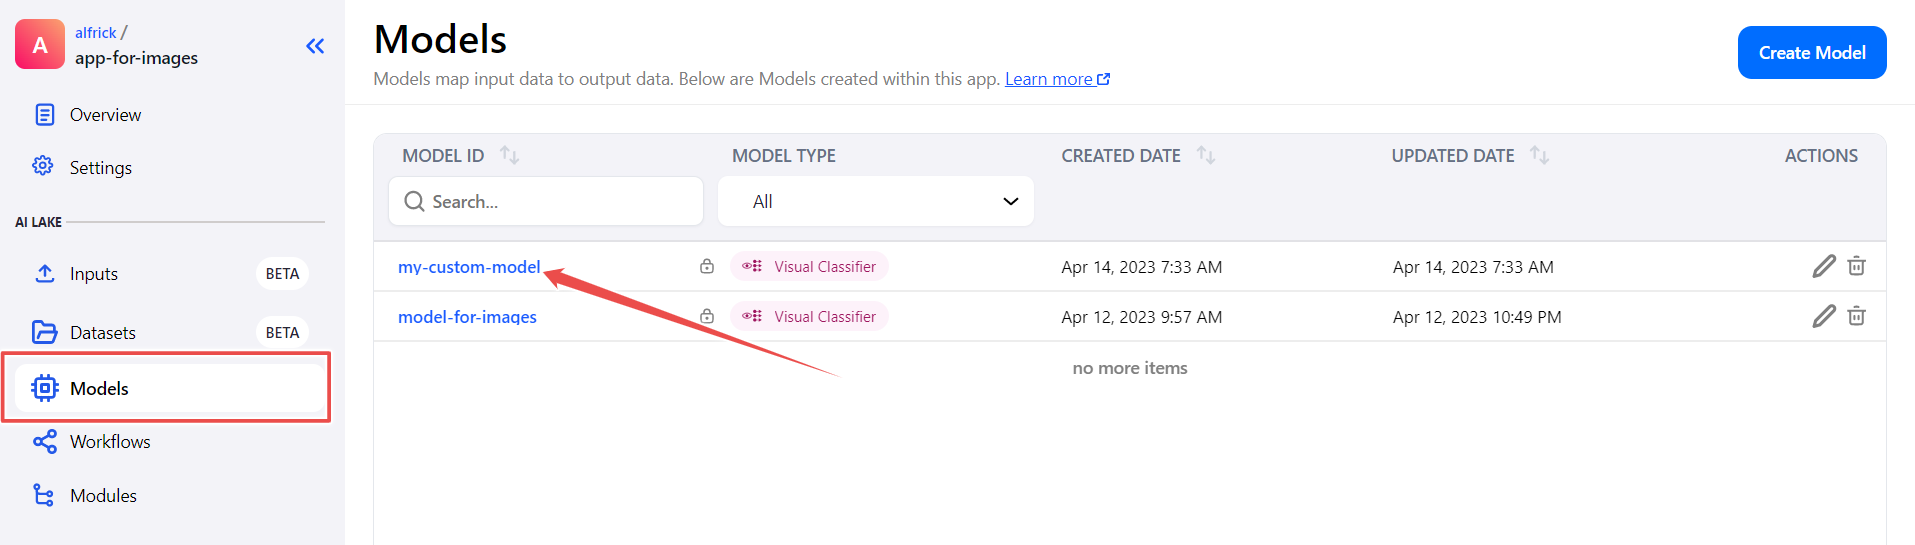 A
alfrick /
app-for-images
Overview
Settings
AI LAKE
Inputs BETA
Datasets BETA
Models
Workflows
Modules
Models
Models map input data to output data. Below are Models created within this app. Learn more
Create Model
MODEL ID MODEL TYPE CREATED DATE UPDATED DATE ACTIONS
Search... All
my-custom-model Visual Classifier Apr 14, 2023 7:33 AM Apr 14, 2023 7:33 AM
model-for-images Visual Classifier Apr 12, 2023 9:57 AM Apr 12, 2023 10:49 PM
no more items